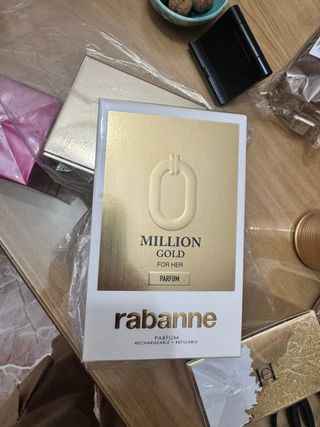 MILLION
GOLD
FOR HER
PARFUM
rabanne
PARFUM
RECHARGEABLE • REFILLABLE